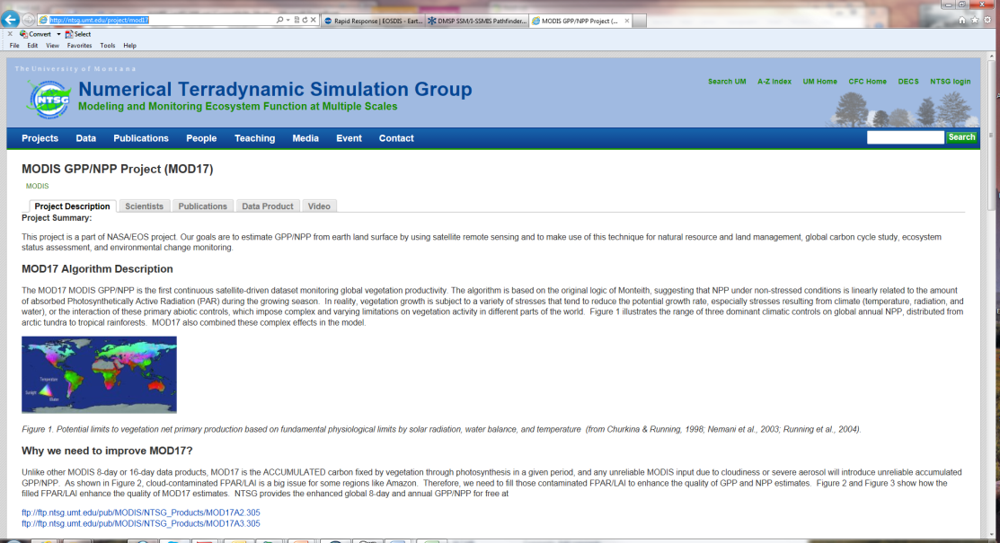 http://ntsg.umt.edu/project/mod17
Rapid Response | EOSDIS - Eart...
DMSP SSM/I-SSMIS Pathfinder...
MODIS GPP/NPP Project (...
Convert Select
File Edit View Favorites Tools Help
The University of Montana
NTSG
Numerical Terradynamic Simulation Group
Modeling and Monitoring Ecosystem Function at Multiple Scales
Search UM A-Z Index UM Home CFC Home DECS NTSG login
Projects Data Publications People Teaching Media Event Contact
Search
MODIS GPP/NPP Project (MOD17)
MODIS
Project Description Scientists Publications Data Product Video
Project Summary:
This project is a part of NASA/EOS project. Our goals are to estimate GPP/NPP from earth land surface by using satellite remote sensing and to make use of this technique for natural resource and land management, global carbon cycle study, ecosystem
status assessment, and environmental change monitoring.
MOD17 Algorithm Description
The MOD17 MODIS GPP/NPP is the first continuous satellite-driven dataset monitoring global vegetation productivity. The algorithm is based on the original logic of Monteith, suggesting that NPP under non-stressed conditions is linearly related to the amount
of absorbed Photosynthetically Active Radiation (PAR) during the growing season. In reality, vegetation growth is subject to a variety of stresses that tend to reduce the potential growth rate, especially stresses resulting from climate (temperature, radiation, and
water), or the interaction of these primary abiotic controls, which impose complex and varying limitations on vegetation activity in different parts of the world. Figure 1 illustrates the range of three dominant climatic controls on global annual NPP, distributed from
arctic tundra to tropical rainforests. MOD17 also combined these complex effects in the model.
Temperature
Sunlight
Water
Figure 1. Potential limits to vegetation net primary production based on fundamental physiological limits by solar radiation, water balance, and temperature (from Churkina & Running, 1998; Nemani et al., 2003; Running et al., 2004).
Why we need to improve MOD17?
Unlike other MODIS 8-day or 16-day data products, MOD17 is the ACCUMULATED carbon fixed by vegetation through photosynthesis in a given period, and any unreliable MODIS input due to cloudiness or severe aerosol will introduce unreliable accumulated
GPP/NPP. As shown in Figure 2, cloud-contaminated FPAR/LAI is a big issue for some regions like Amazon. Therefore, we need to fill those contaminated FPAR/LAI to enhance the quality of GPP and NPP estimates. Figure 2 and Figure 3 show how the
filled FPAR/LAI enhance the quality of MOD17 estimates. NTSG provides the enhanced global 8-day and annual GPP/NPP for free at
ftp://ftp.ntsg.umt.edu/pub/MODIS/NTSG_Products/MOD17A2.305
ftp://ftp.ntsg.umt.edu/pub/MODIS/NTSG_Products/MOD17A3.305